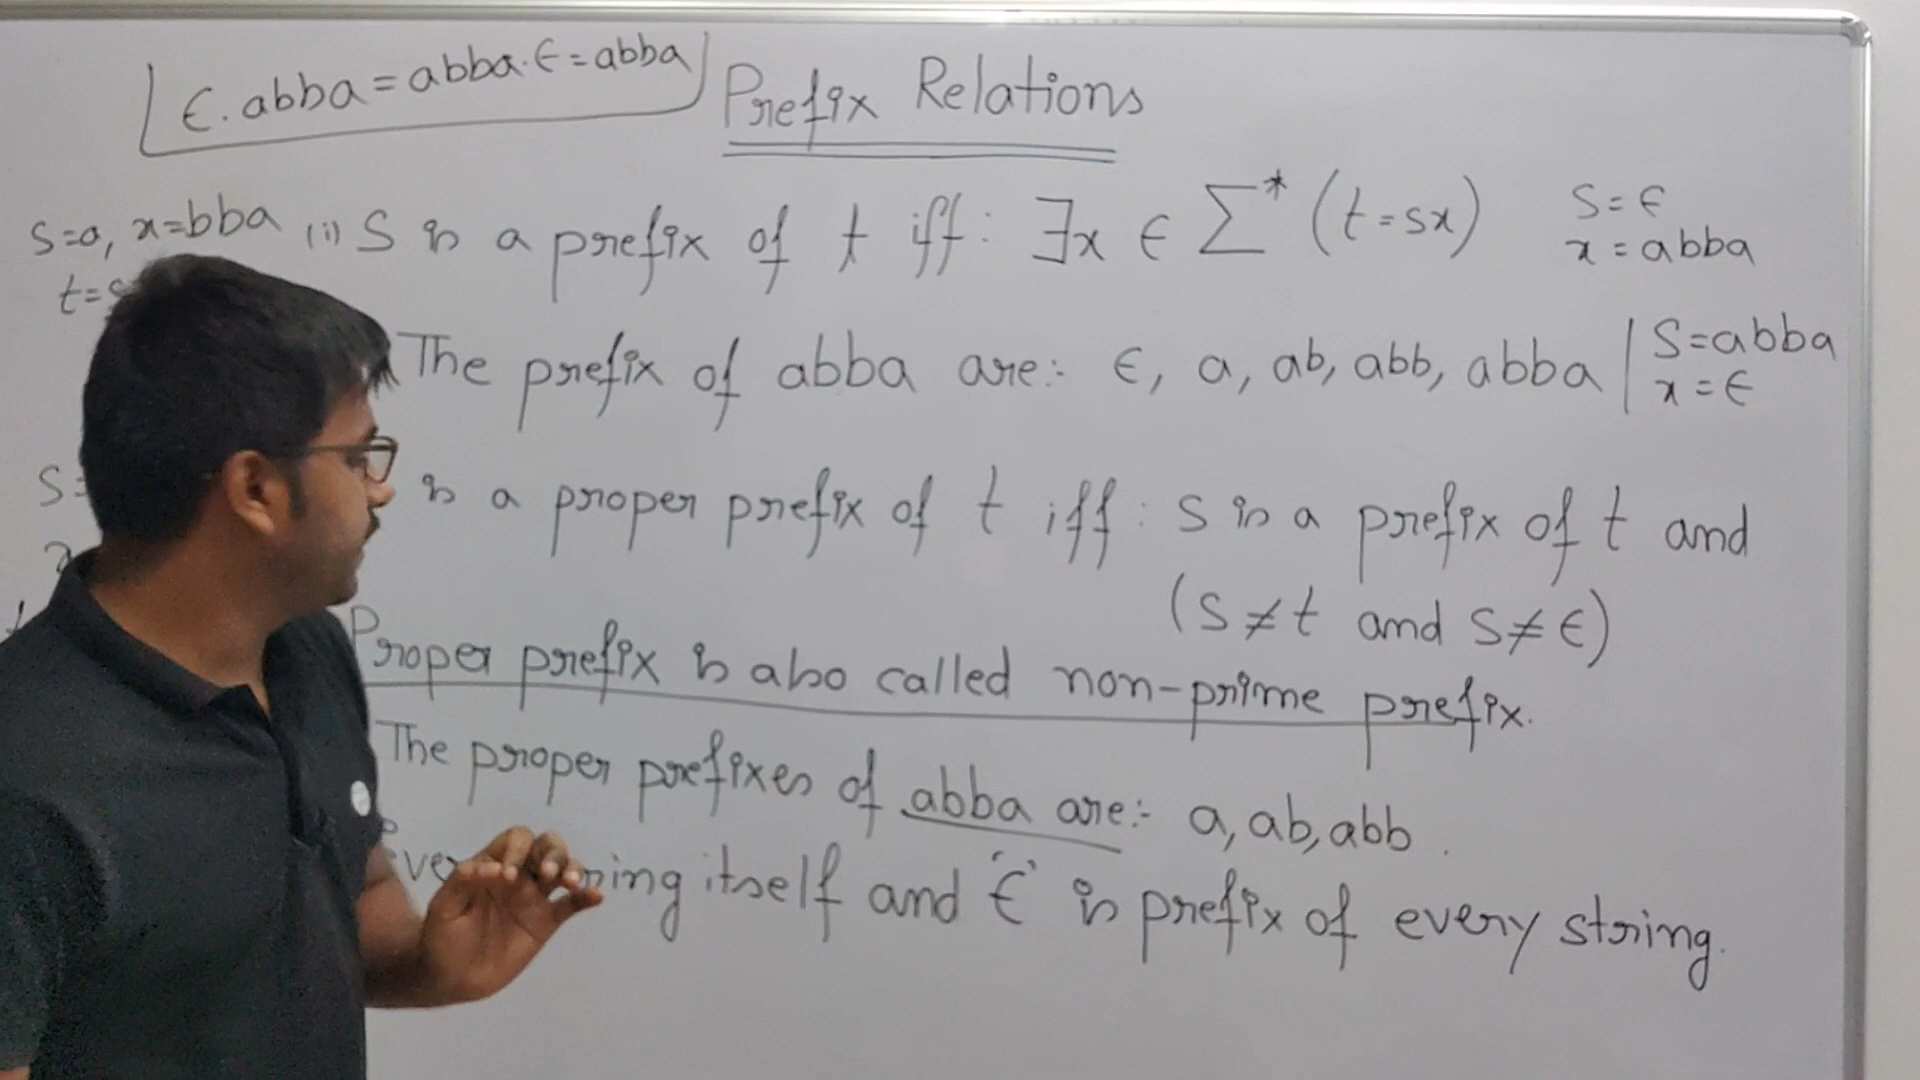 ϵ.abba=abba.ϵ=abba
Prefix Relations
S=a, x=bba
(i) S is a prefix of t iff: ∃x ϵ Σ* (t=sx)
S=ϵ
x=abba
t=s
The prefix of abba are:- ϵ, a, ab, abb, abba
S=abba
x=ϵ
S=
is a proper prefix of t iff: S is a prefix of t and
(S≠t and S≠ϵ)
Proper prefix is also called non-prime prefix.
The proper prefixes of abba are:- a, ab, abb.
itself and 'ϵ' is prefix of every string.